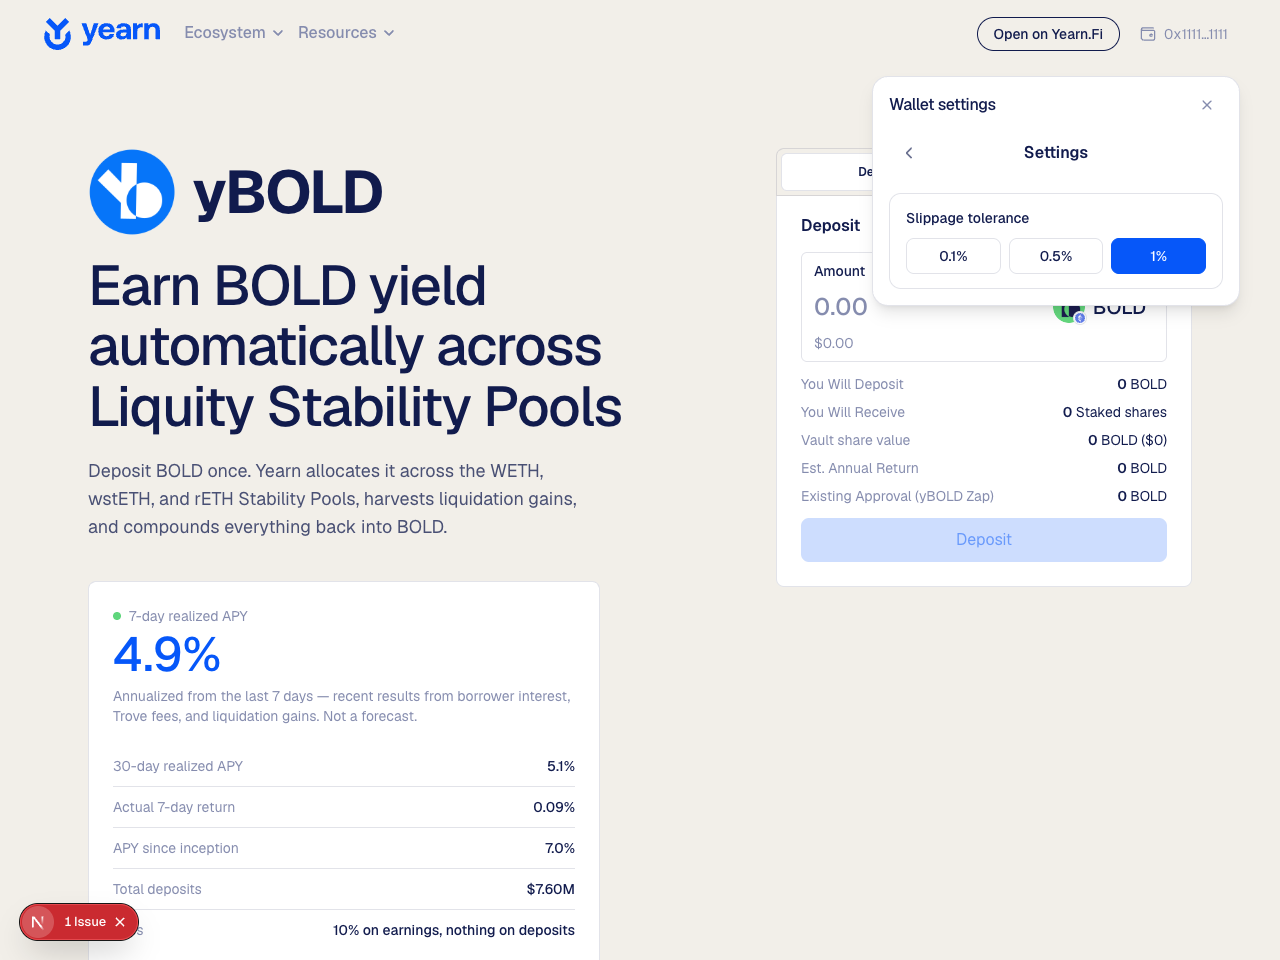 yearn
Ecosystem
Resources
Open on Yearn.Fi
0x1111...1111
Wallet settings
Settings
Slippage tolerance
0.1%
0.5%
1%
yBOLD
Earn BOLD yield
automatically across
Liquity Stability Pools
Deposit BOLD once. Yearn allocates it across the WETH,
wstETH, and rETH Stability Pools, harvests liquidation gains,
and compounds everything back into BOLD.
7-day realized APY
4.9%
Annualized from the last 7 days — recent results from borrower interest,
Trove fees, and liquidation gains. Not a forecast.
30-day realized APY 5.1%
Actual 7-day return 0.09%
APY since inception 7.0%
Total deposits $7.60M
10% on earnings, nothing on deposits
1 Issue
Deposit
Amount
0.00
BOLD
$0.00
You Will Deposit 0 BOLD
You Will Receive 0 Staked shares
Vault share value 0 BOLD ($0)
Est. Annual Return 0 BOLD
Existing Approval (yBOLD Zap) 0 BOLD
Deposit